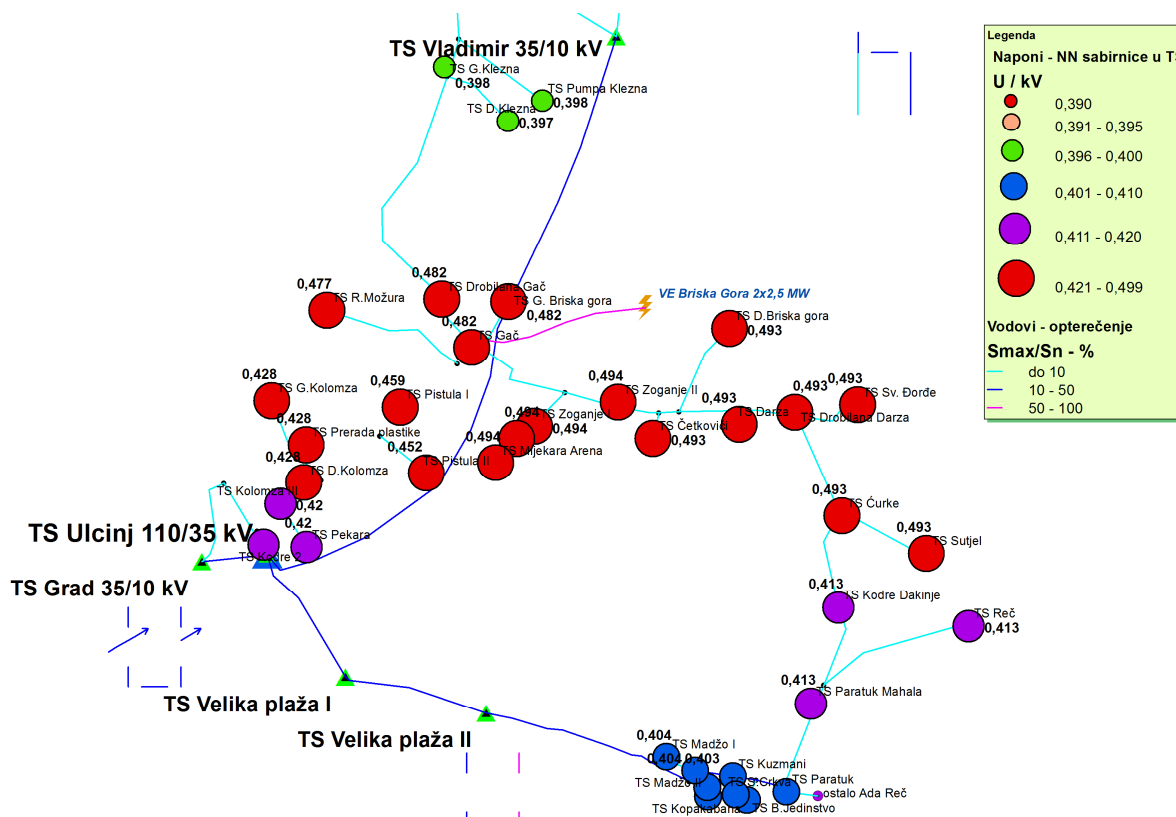 TS Vladimir 35/10 kV
TS G.Klezna
0,398
TS Pumpa Klezna
0,398
TS D.Klezna
0,397
Legenda
Naponi - NN sabirnice u T
U / kV
0,390
0,391 - 0,395
0,396 - 0,400
0,401 - 0,410
0,411 - 0,420
0,421 - 0,499
Vodovi - opterečenje
Smax/Sn - %
do 10
10 - 50
50 - 100
0,477
TS R.Možura
0,482
TS Drobilana Gač
TS G. Briska gora
0,482
0,482
TS Gač
VE Briska Gora 2x2,5 MW
TS D.Briska gora
0,493
0,428
TS G.Kolomza
0,459
TS Pistula I
0,494
TS Zoganje II
0,493
TS Darza
0,493
TS Drobilana Darza
0,493
TS Sv. Đorđe
0,494
TS Zoganje I
0,494
TS Četkovići
0,493
0,428
TS Prerada plastike
0,452
TS Pistula II
0,494
TS Mljekara Arena
0,428
TS D.Kolomza
TS Kolomza III
0,42
0,42
TS Pekara
0,493
TS Ćurke
0,493
TS Sutjel
TS Ulcinj 110/35 kV
TS Kodre 2
TS Grad 35/10 kV
0,413
TS Kodre Dakinje
TS Reč
0,413
0,413
TS Paratuk Mahala
TS Velika plaža I
TS Velika plaža II
0,404
TS Madžo I
0,404
0,403
TS Kuzmani
TS Madžo II
TS S.Crkva
TS Paratuk
ostalo Ada Reč
TS Kopakabana
TS B.Jedinstvo